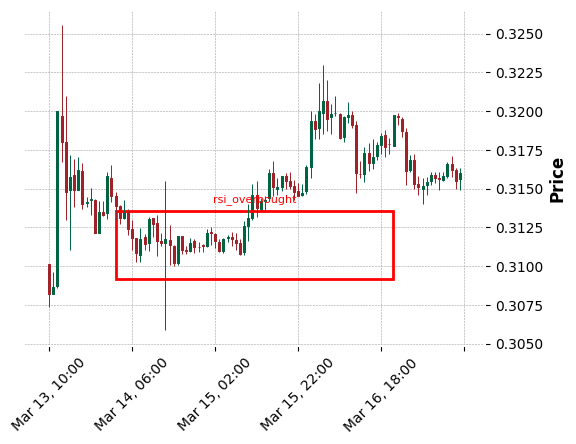 0.3250
0.3225
0.3200
0.3175
0.3150
0.3125
0.3100
0.3075
0.3050
Price
rsi_overbought
Mar 13, 10:00
Mar 14, 06:00
Mar 15, 02:00
Mar 15, 22:00
Mar 16, 18:00